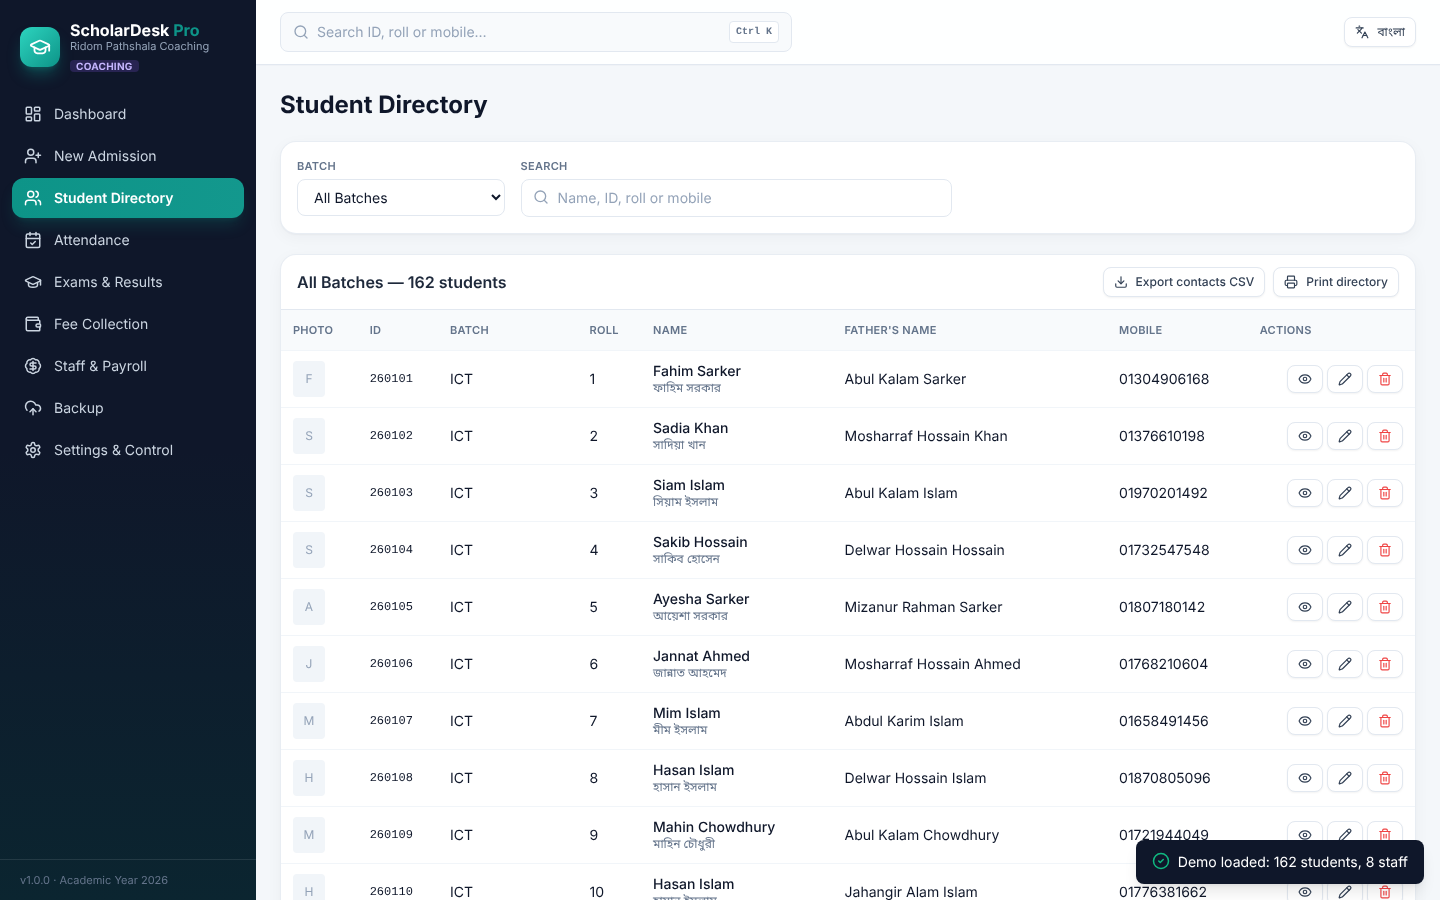 ScholarDesk Pro
Ridom Pathshala Coaching
COACHING
Dashboard
New Admission
Student Directory
Attendance
Exams & Results
Fee Collection
Staff & Payroll
Backup
Settings & Control
v1.0.0 · Academic Year 2026
Search ID, roll or mobile...
Ctrl K
বাংলা
Student Directory
BATCH
SEARCH
All Batches
Name, ID, roll or mobile
All Batches — 162 students
Export contacts CSV
Print directory
PHOTO ID BATCH ROLL NAME FATHER'S NAME MOBILE ACTIONS
F 260101 ICT 1 Fahim Sarker Abul Kalam Sarker 01304906168
ফাহিম সরকার
S 260102 ICT 2 Sadia Khan Mosharraf Hossain Khan 01376610198
সাদিয়া খান
S 260103 ICT 3 Siam Islam Abul Kalam Islam 01970201492
সিয়াম ইসলাম
S 260104 ICT 4 Sakib Hossain Delwar Hossain Hossain 01732547548
সাকিব হোসেন
A 260105 ICT 5 Ayesha Sarker Mizanur Rahman Sarker 01807180142
আয়েশা সরকার
J 260106 ICT 6 Jannat Ahmed Mosharraf Hossain Ahmed 01768210604
জান্নাত আহমেদ
M 260107 ICT 7 Mim Islam Abdul Karim Islam 01658491456
মীম ইসলাম
H 260108 ICT 8 Hasan Islam Delwar Hossain Islam 01870805096
হাসান ইসলাম
M 260109 ICT 9 Mahin Chowdhury Abul Kalam Chowdhury 01721944049
মাহিন চৌধুরী
H 260110 ICT 10 Hasan Islam Jahangir Alam Islam 01776381662
Demo loaded: 162 students, 8 staff